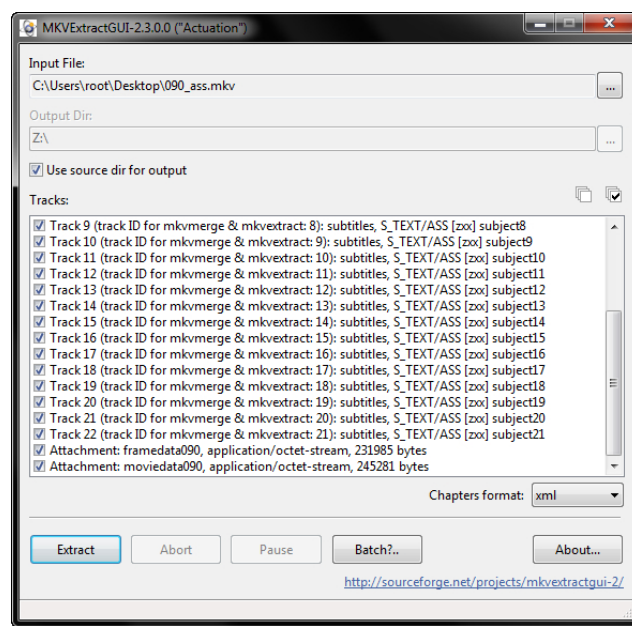 MKVExtractGUI-2.3.0.0 ("Actuation")
Input File:
C:\Users\root\Desktop\090_ass.mkv
...
Output Dir:
Z:\
...
Use source dir for output
Tracks:
Track 9 (track ID for mkvmerge & mkvextract: 8): subtitles, S_TEXT/ASS [zxx] subject8
Track 10 (track ID for mkvmerge & mkvextract: 9): subtitles, S_TEXT/ASS [zxx] subject9
Track 11 (track ID for mkvmerge & mkvextract: 10): subtitles, S_TEXT/ASS [zxx] subject10
Track 12 (track ID for mkvmerge & mkvextract: 11): subtitles, S_TEXT/ASS [zxx] subject11
Track 13 (track ID for mkvmerge & mkvextract: 12): subtitles, S_TEXT/ASS [zxx] subject12
Track 14 (track ID for mkvmerge & mkvextract: 13): subtitles, S_TEXT/ASS [zxx] subject13
Track 15 (track ID for mkvmerge & mkvextract: 14): subtitles, S_TEXT/ASS [zxx] subject14
Track 16 (track ID for mkvmerge & mkvextract: 15): subtitles, S_TEXT/ASS [zxx] subject15
Track 17 (track ID for mkvmerge & mkvextract: 16): subtitles, S_TEXT/ASS [zxx] subject16
Track 18 (track ID for mkvmerge & mkvextract: 17): subtitles, S_TEXT/ASS [zxx] subject17
Track 19 (track ID for mkvmerge & mkvextract: 18): subtitles, S_TEXT/ASS [zxx] subject18
Track 20 (track ID for mkvmerge & mkvextract: 19): subtitles, S_TEXT/ASS [zxx] subject19
Track 21 (track ID for mkvmerge & mkvextract: 20): subtitles, S_TEXT/ASS [zxx] subject20
Track 22 (track ID for mkvmerge & mkvextract: 21): subtitles, S_TEXT/ASS [zxx] subject21
Attachment: framedata090, application/octet-stream, 231985 bytes
Attachment: moviedata090, application/octet-stream, 245281 bytes
Chapters format: xml
Extract Abort Pause Batch?.. About...
http://sourceforge.net/projects/mkvextractgui-2/